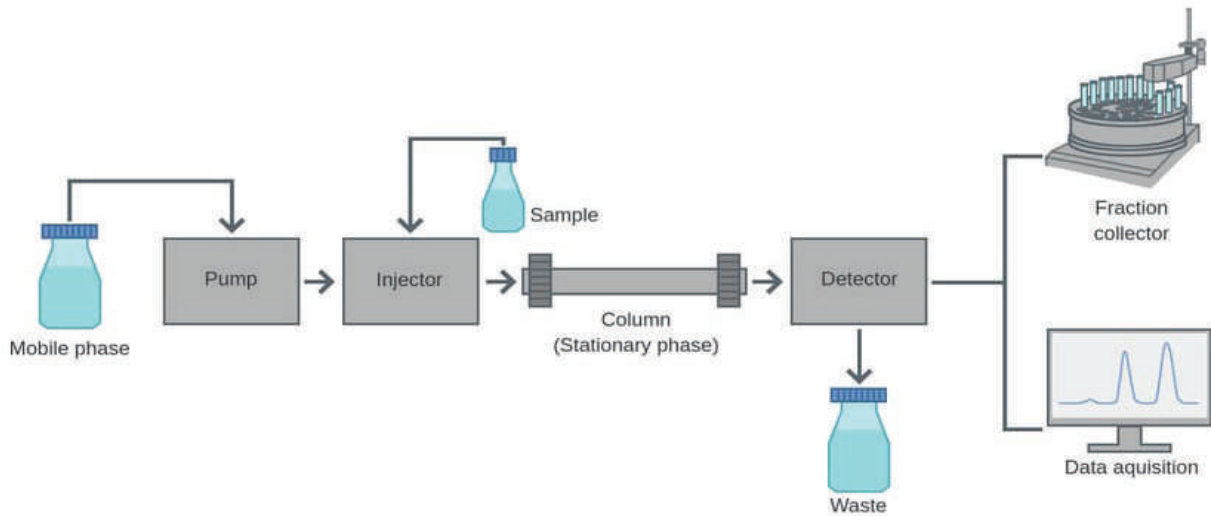 Mobile phase
Pump
Injector
Sample
Column
(Stationary phase)
Detector
Waste
Fraction
collector
Data aquisition